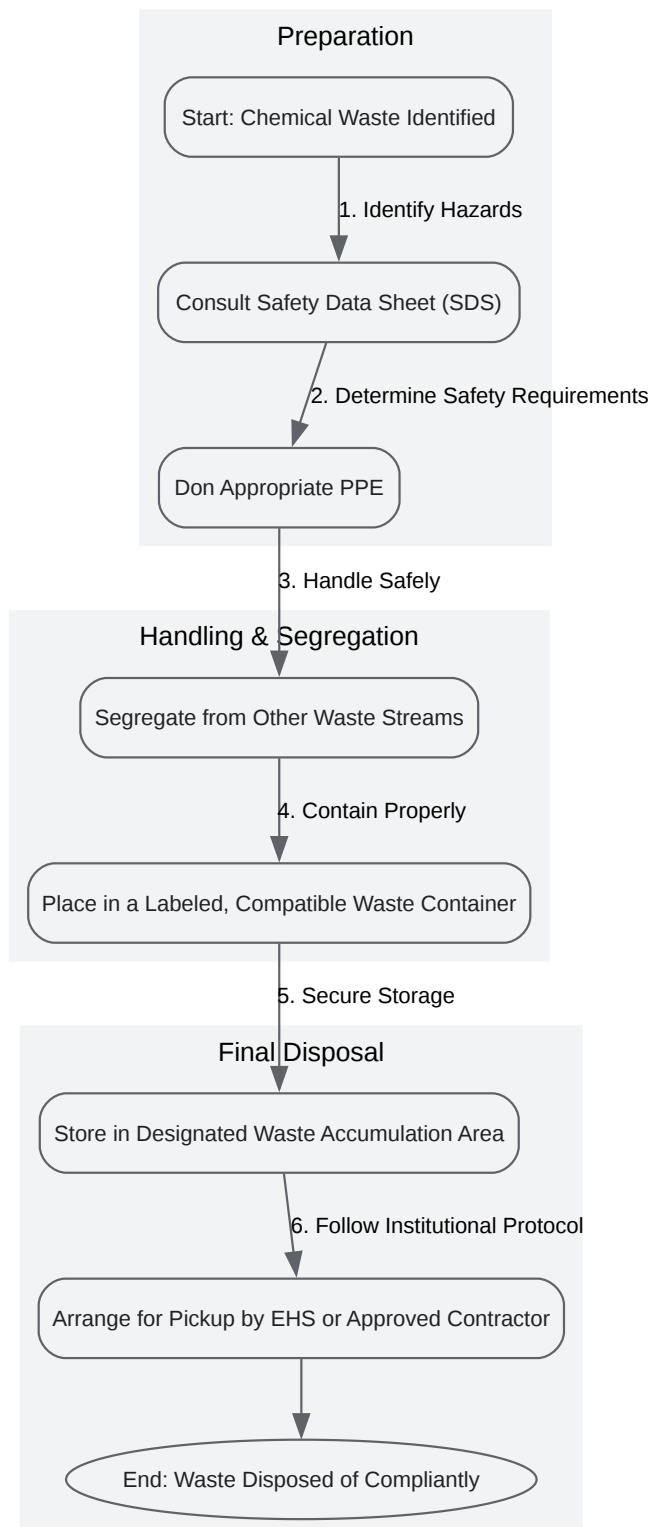 Preparation
Start: Chemical Waste Identified
1. Identify Hazards
Consult Safety Data Sheet (SDS)
2. Determine Safety Requirements
Don Appropriate PPE
3. Handle Safely
Handling & Segregation
Segregate from Other Waste Streams
4. Contain Properly
Place in a Labeled, Compatible Waste Container
5. Secure Storage
Final Disposal
Store in Designated Waste Accumulation Area
6. Follow Institutional Protocol
Arrange for Pickup by EHS or Approved Contractor
End: Waste Disposed of Compliantly